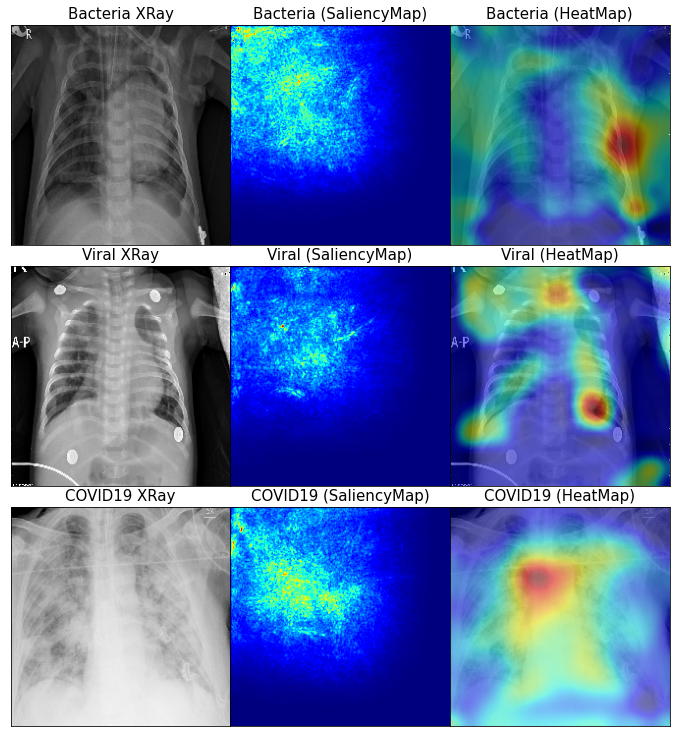 Bacteria XRay
Bacteria (SaliencyMap)
Bacteria (HeatMap)
R
R
Viral XRay
Viral (SaliencyMap)
Viral (HeatMap)
R
R
A-P
A-P
COVID19 XRay
COVID19 (SaliencyMap)
COVID19 (HeatMap)